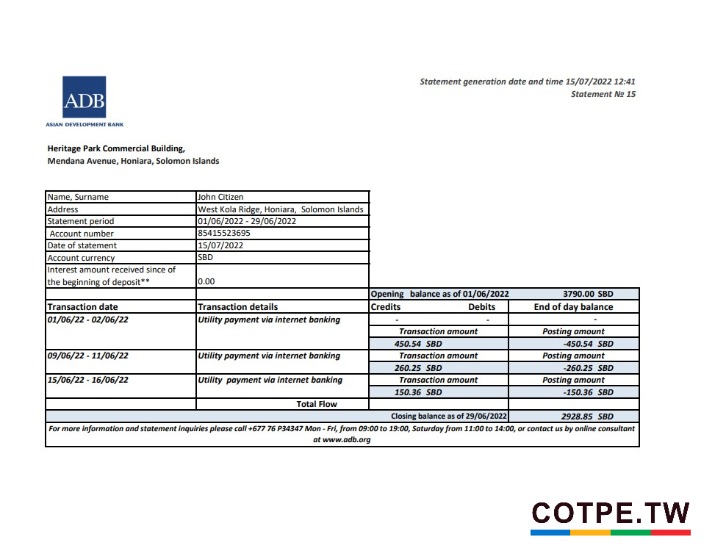 Statement generation date and time 15/07/2022 12:41
Statement № 15
ADB
ASIAN DEVELOPMENT BANK
Heritage Park Commercial Building,
Mendana Avenue, Honiara, Solomon Islands
Name, Surname John Citizen
Address West Kola Ridge, Honiara, Solomon Islands
Statement period 01/06/2022 - 29/06/2022
Account number 85415523695
Date of statement 15/07/2022
Account currency SBD
Interest amount received since of
the beginning of deposit** 0.00
Opening balance as of 01/06/2022 3790.00 SBD
Transaction date Transaction details Credits Debits End of day balance
01/06/22 - 02/06/22 Utility payment via internet banking - - -
Transaction amount Posting amount
450.54 SBD -450.54 SBD
09/06/22 - 11/06/22 Utility payment via internet banking Transaction amount Posting amount
260.25 SBD -260.25 SBD
15/06/22 - 16/06/22 Utility payment via internet banking Transaction amount Posting amount
150.36 SBD -150.36 SBD
Total Flow
Closing balance as of 29/06/2022 2928.85 SBD
For more information and statement inquiries please call +677 76 P34347 Mon - Fri, from 09:00 to 19:00, Saturday from 11:00 to 14:00, or contact us by online consultant
at www.adb.org
COTPE.TW